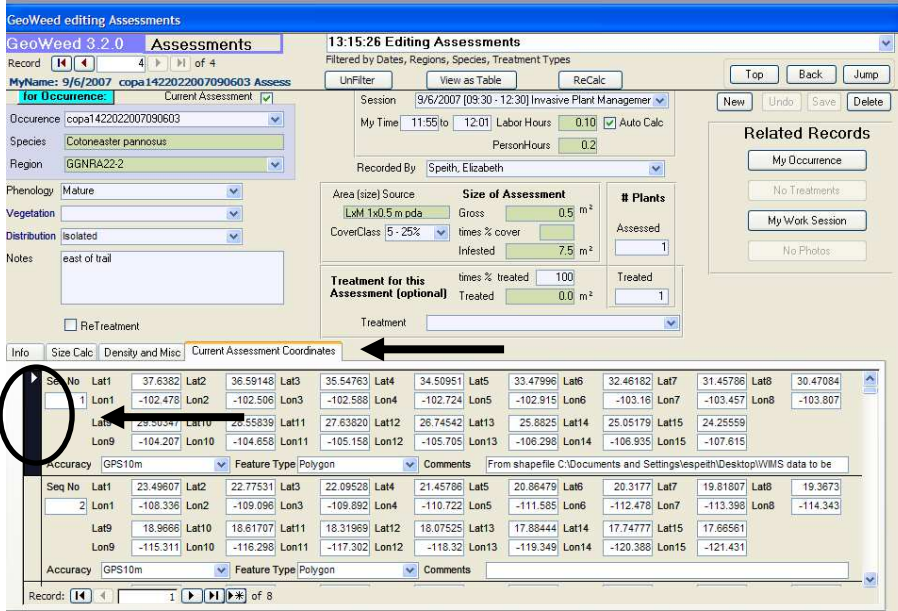 GeoWeed editing Assessments
GeoWeed 3.2.0 Assessments 13:15:26 Editing Assessments
Record 4 of 4 Filtered by Dates, Regions, Species, Treatment Types
MyName: 9/6/2007 copa1422022007090603 Assess UnFilter View as Table ReCalc Top Back Jump
for Occurrence: Current Assessment Session 9/6/2007 [09:30 - 12:30] Invasive Plant Managemer New Undo Save Delete
Occurence copa1422022007090603 My Time 11:55 to 12:01 Labor Hours 0.10 Auto Calc Related Records
Species Cotoneaster pannosus PersonHours 0.2 My Occurrence
Region GGNRA22-2 Recorded By Speith, Elizabeth
Phenology Mature Area (size) Source Size of Assessment # Plants No Treatments
Vegetation LxM 1x0.5 m pda Gross 0.5 m² Assessed My Work Session
Distribution Isolated CoverClass 5 - 25% times % cover 1
Notes east of trail Infested 7.5 m² No Photos
Treatment for this Assessment (optional) times % treated 100 Treated
Treated 0.0 m² 1
ReTreatment Treatment
Info Size Calc Density and Misc Current Assessment Coordinates
Seq No Lat1 37.6382 Lat2 36.59148 Lat3 35.54763 Lat4 34.50951 Lat5 33.47996 Lat6 32.46182 Lat7 31.45786 Lat8 30.47084
1 Lon1 -102.478 Lon2 -102.506 Lon3 -102.588 Lon4 -102.724 Lon5 -102.915 Lon6 -103.16 Lon7 -103.457 Lon8 -103.807
Lat9 29.50347 Lat10 28.55839 Lat11 27.63820 Lat12 26.74542 Lat13 25.8825 Lat14 25.05179 Lat15 24.25559
Lon9 -104.207 Lon10 -104.658 Lon11 -105.158 Lon12 -105.705 Lon13 -106.298 Lon14 -106.935 Lon15 -107.615
Accuracy GPS10m Feature Type Polygon Comments From shapefile C:\Documents and Settings\espeith\Desktop\WIMS data to be
Seq No Lat1 23.49607 Lat2 22.77531 Lat3 22.09528 Lat4 21.45786 Lat5 20.86479 Lat6 20.3177 Lat7 19.81807 Lat8 19.3673
2 Lon1 -108.336 Lon2 -109.096 Lon3 -109.892 Lon4 -110.722 Lon5 -111.585 Lon6 -112.478 Lon7 -113.398 Lon8 -114.343
Lat9 18.9666 Lat10 18.61707 Lat11 18.31969 Lat12 18.07525 Lat13 17.88444 Lat14 17.74777 Lat15 17.66561
Lon9 -115.311 Lon10 -116.298 Lon11 -117.302 Lon12 -118.32 Lon13 -119.349 Lon14 -120.388 Lon15 -121.431
Accuracy GPS10m Feature Type Polygon Comments
Record: 1 of 8